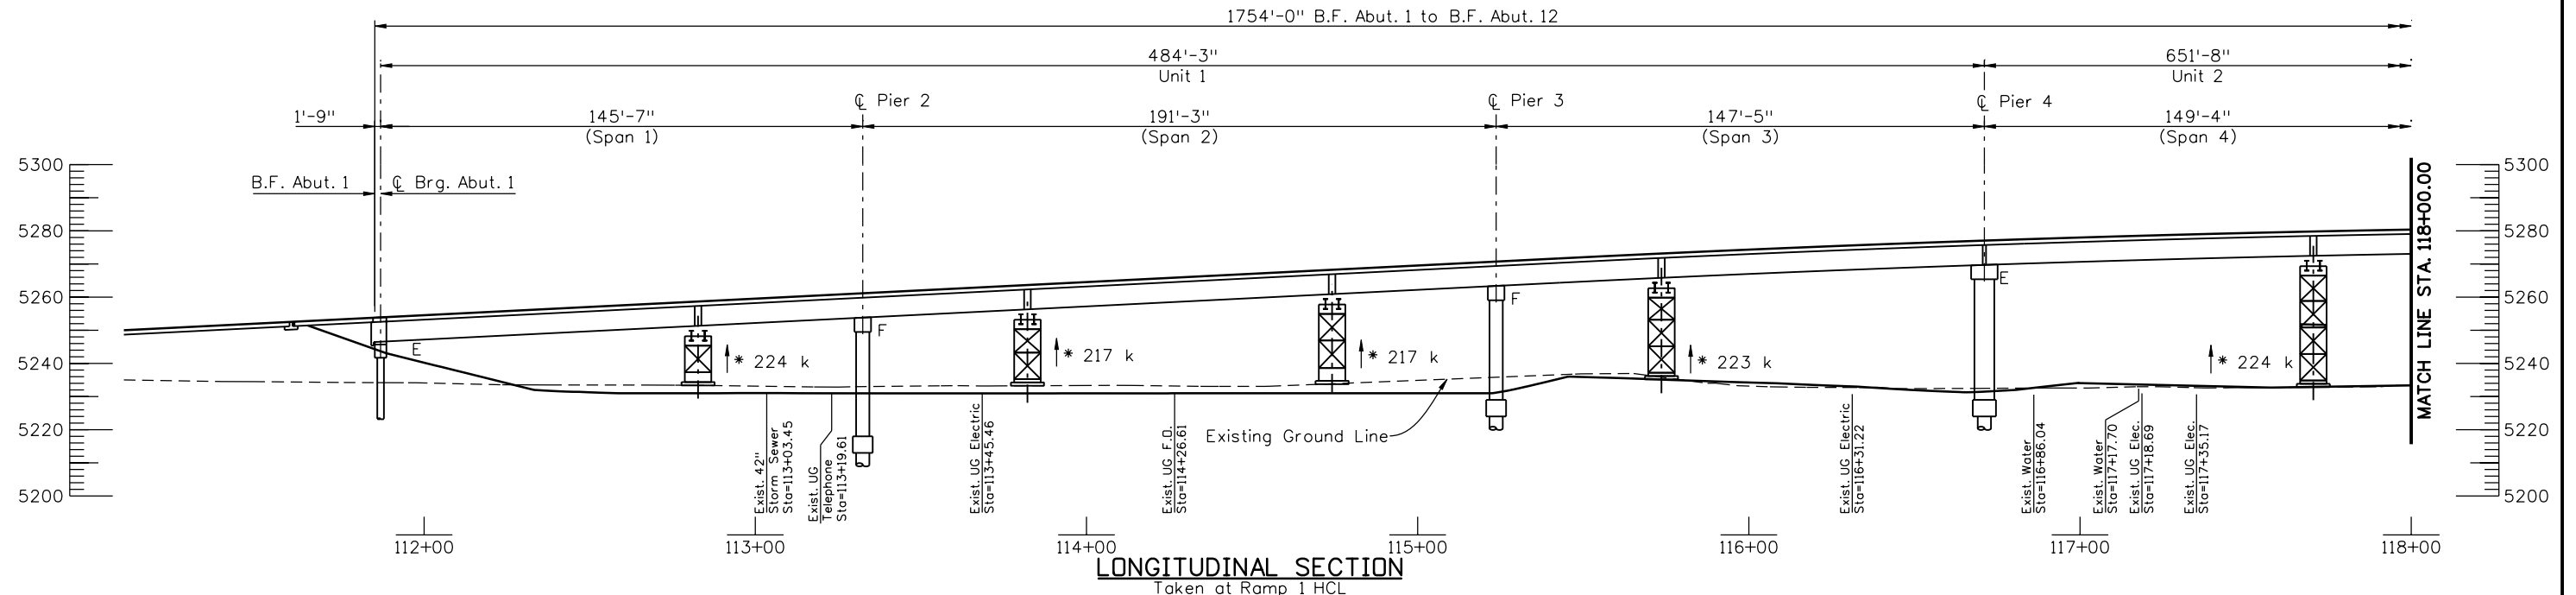 1754'-0" B.F. Abut. 1 to B.F. Abut. 12
484'-3"
Unit 1
651'-8"
Unit 2
℄ Pier 2
℄ Pier 3
℄ Pier 4
1'-9"
145'-7"
(Span 1)
191'-3"
(Span 2)
147'-5"
(Span 3)
149'-4"
(Span 4)
B.F. Abut. 1
℄ Brg. Abut. 1
5300
5280
5260
5240
5220
5200
E
F
F
E
* 224 k
* 217 k
* 217 k
* 223 k
* 224 k
Existing Ground Line
Exist. 42"
Storm Sewer
Sta=113+03.45
Exist. UG
Telephone
Sta=113+19.61
Exist. UG Electric
Sta=113+45.46
Exist. UG F.O.
Sta=114+26.61
Exist. UG Electric
Sta=116+31.22
Exist. Water
Sta=116+86.04
Exist. Water
Sta=117+17.70
Exist. UG Elec.
Sta=117+18.69
Exist. UG Elec.
Sta=117+35.17
MATCH LINE STA. 118+00.00
5300
5280
5260
5240
5220
5200
112+00
113+00
114+00
115+00
116+00
117+00
118+00
LONGITUDINAL SECTION
Taken at Ramp 1 HCL